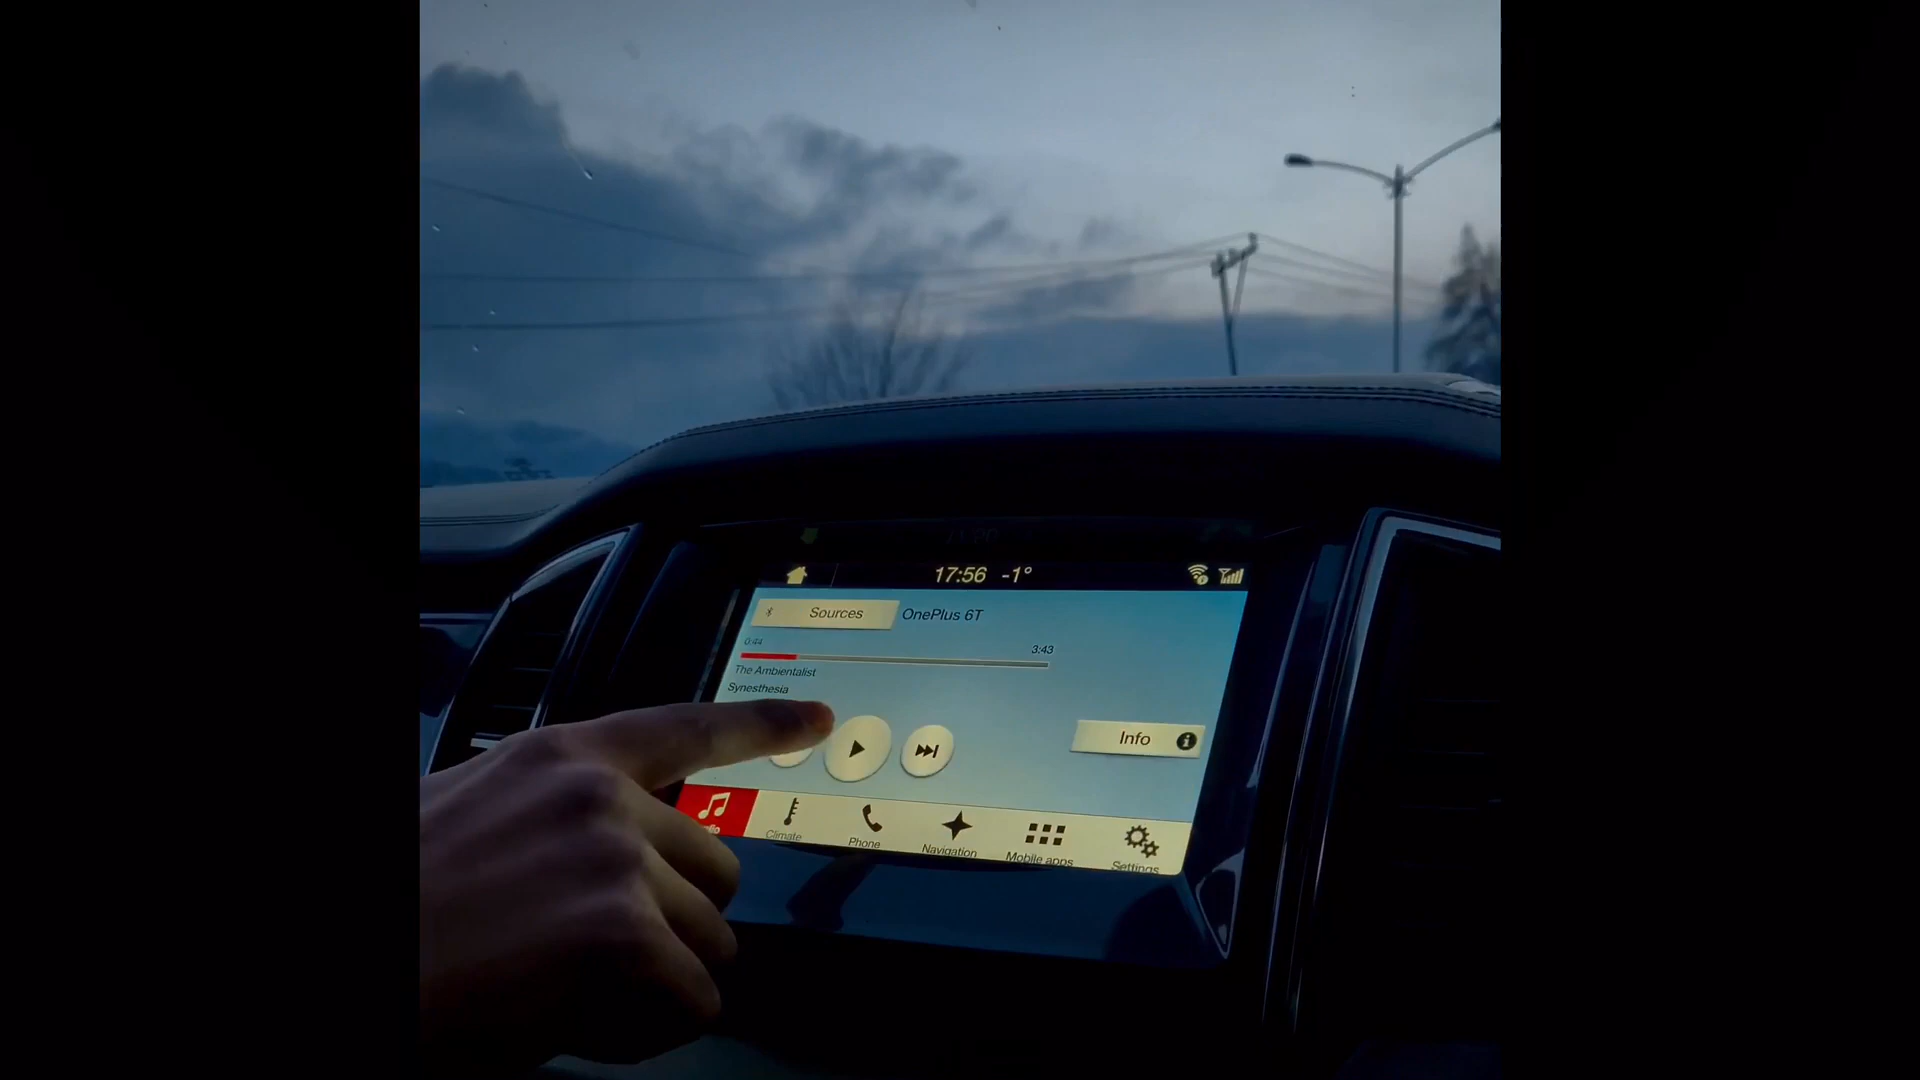 17:56 -1°
Sources OnePlus 6T
0:44
3:43
The Ambientalist
Synesthesia
Info
Climate
Phone
Navigation
Mobile apps
Settings